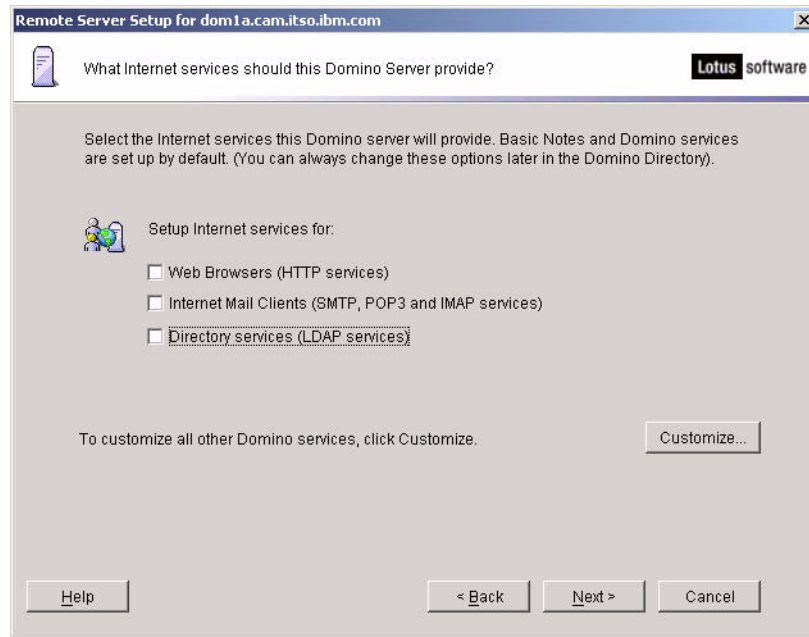 Remote Server Setup for dom1a.cam.itso.ibm.com
What Internet services should this Domino Server provide?
Lotus software
Select the Internet services this Domino server will provide. Basic Notes and Domino services
are set up by default. (You can always change these options later in the Domino Directory).
Setup Internet services for:
Web Browsers (HTTP services)
Internet Mail Clients (SMTP, POP3 and IMAP services)
Directory services (LDAP services)
To customize all other Domino services, click Customize.
Customize...
Help
< Back
Next >
Cancel